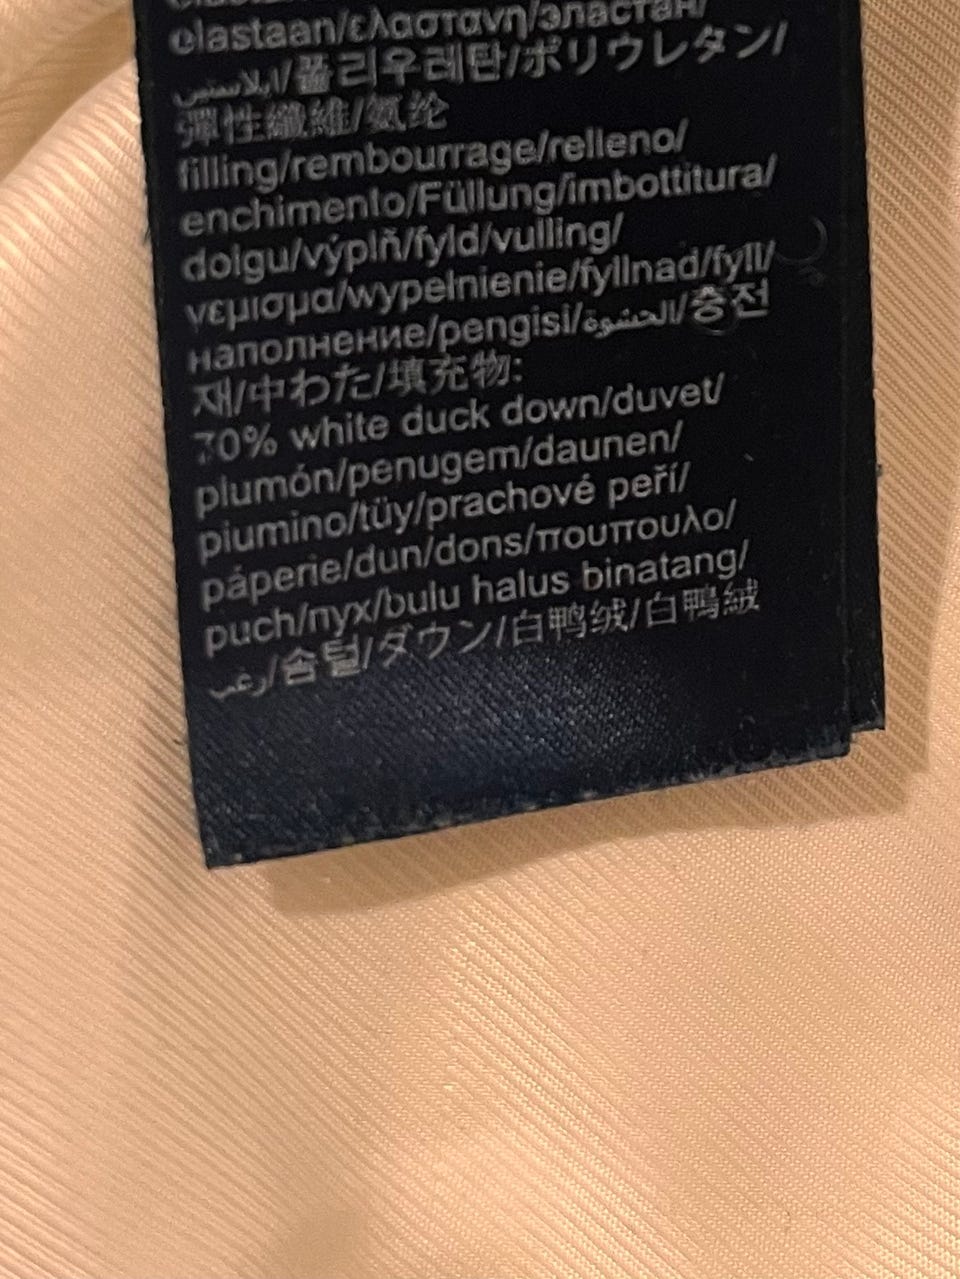 elastaan/ελαστανη/эластан/
ايلاستين/폴리우레탄/ポリウレタン/
彈性纖維/氨纶
filling/rembourrage/relleno/
enchimento/Füllung/imbottitura/
dolgu/výplň/fyld/vulling/
γεμισμα/wypełnienie/fyllnad/fyll/
наполнение/pengisi/الحشوة/충전
재/中わた/填充物:
70% white duck down/duvet/
plumón/penugem/daunen/
piumino/tüy/prachové peří/
páperie/dun/dons/πουπουλο/
puch/пух/bulu halus binatang/
زغب/솜털/ダウン/白鸭绒/白鴨絨